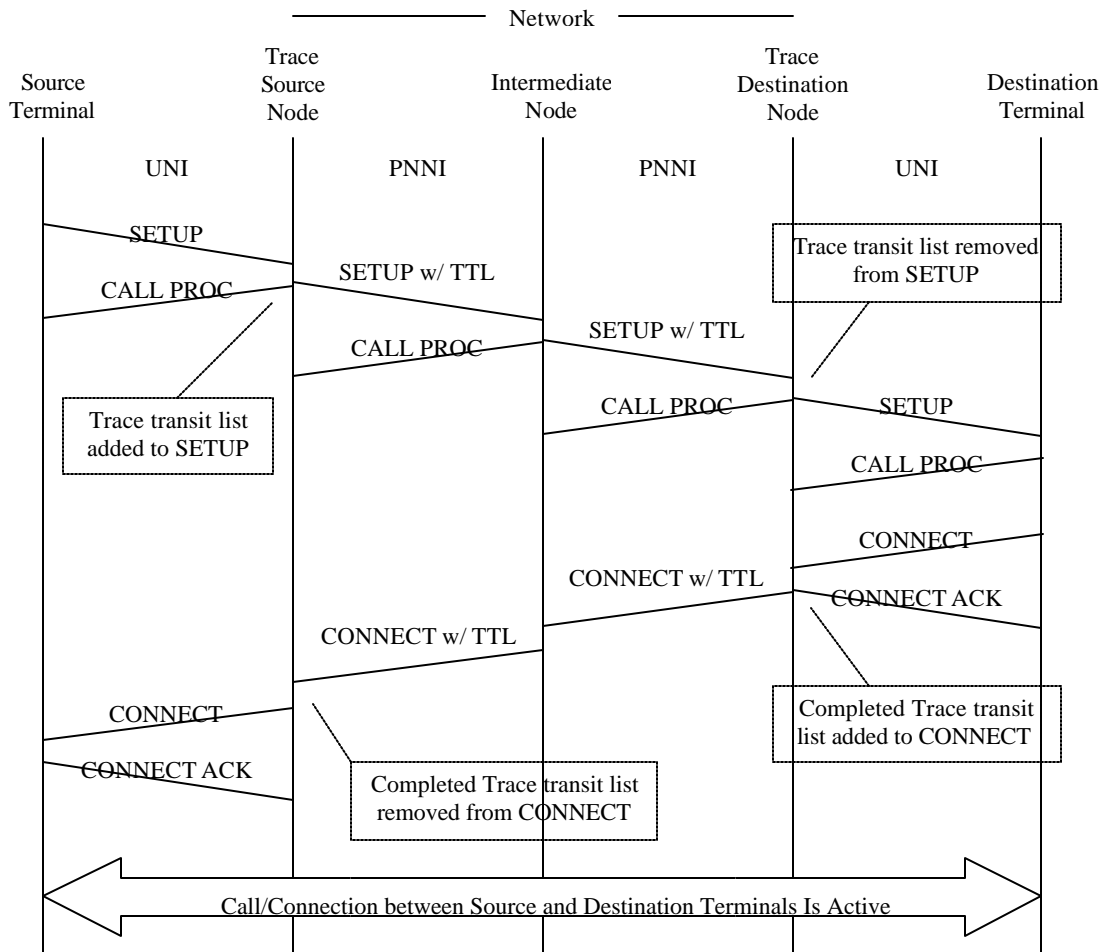 Network
Source
Terminal
Trace
Source
Node
Intermediate
Node
Trace
Destination
Node
Destination
Terminal
UNI
PNNI
PNNI
UNI
SETUP
Trace transit list removed
from SETUP
SETUP w/ TTL
CALL PROC
SETUP w/ TTL
CALL PROC
Trace transit list
added to SETUP
CALL PROC
SETUP
CALL PROC
CONNECT
CONNECT w/ TTL
CONNECT ACK
CONNECT w/ TTL
CONNECT
Completed Trace transit
list added to CONNECT
CONNECT ACK
Completed Trace transit list
removed from CONNECT
Call/Connection between Source and Destination Terminals Is Active